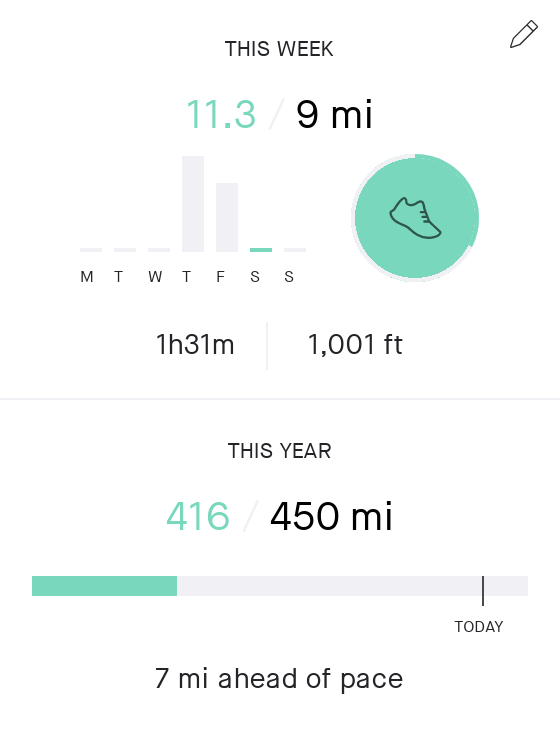 THIS WEEK
11.3 / 9 mi
M T W T F S S
1h31m 1,001 ft
THIS YEAR
416 / 450 mi
TODAY
7 mi ahead of pace